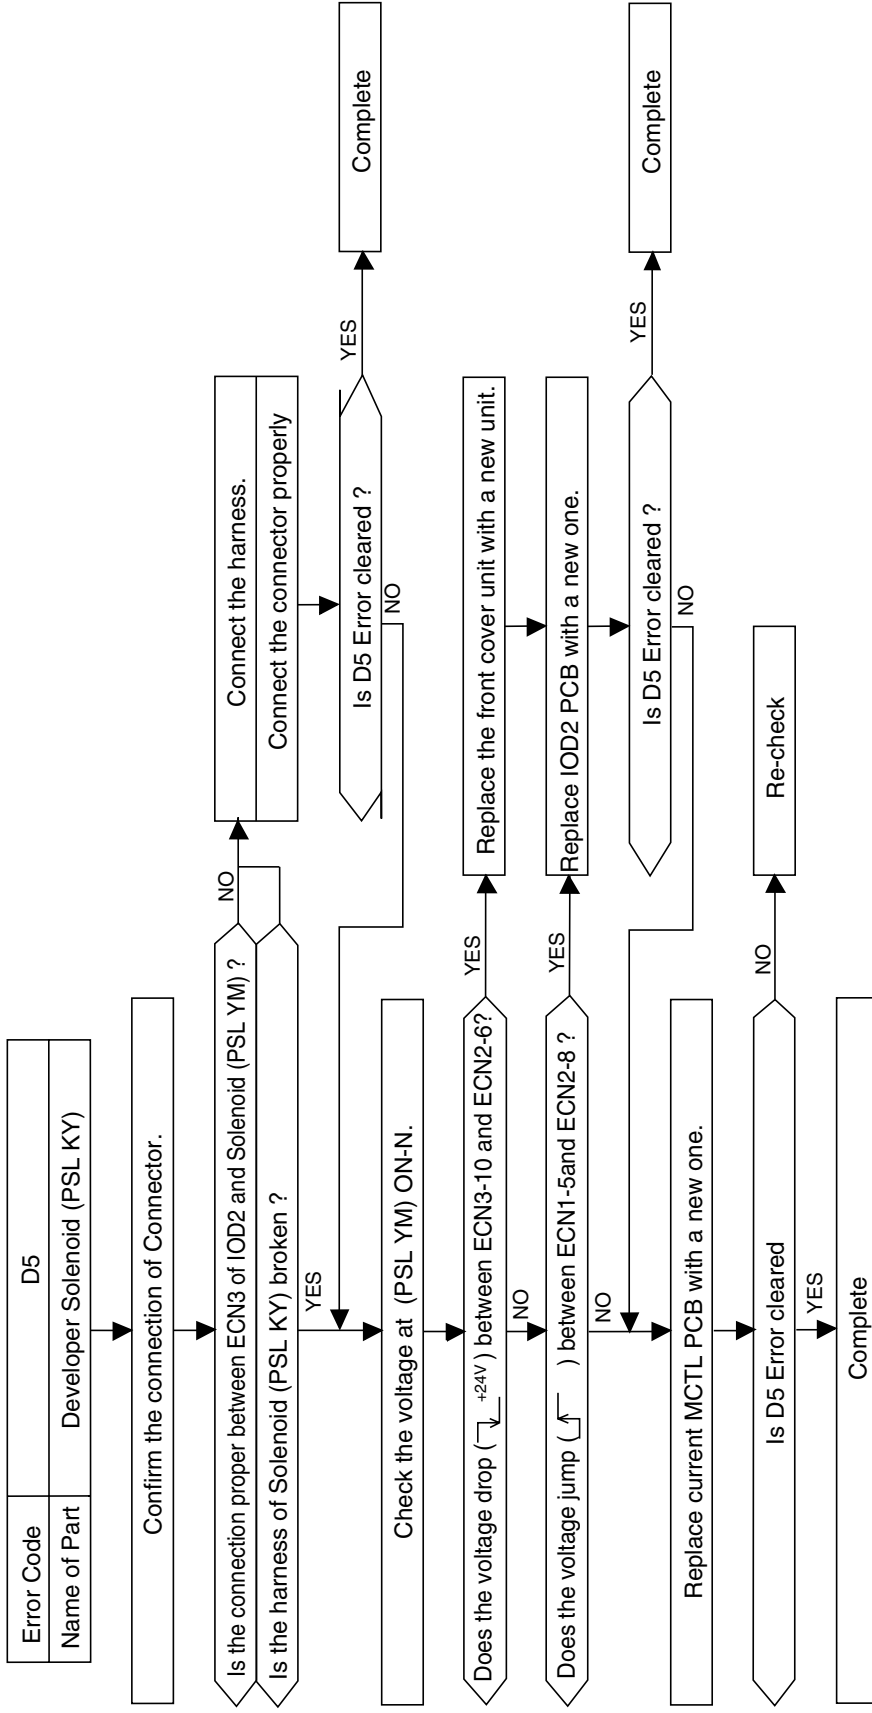 Error Code D5
Name of Part Developer Solenoid (PSL KY)
Confirm the connection of Connector.
Is the connection proper between ECN3 of IOD2 and Solenoid (PSL YM) ?
Is the harness of Solenoid (PSL KY) broken ?
NO
Connect the harness.
Connect the connector properly
Is D5 Error cleared ?
YES
Complete
NO
YES
Check the voltage at (PSL YM) ON-N.
Does the voltage drop ( +24V ) between ECN3-10 and ECN2-6?
YES
Replace the front cover unit with a new unit.
NO
Does the voltage jump ( ) between ECN1-5and ECN2-8 ?
YES
Replace IOD2 PCB with a new one.
Is D5 Error cleared ?
YES
Complete
NO
NO
Replace current MCTL PCB with a new one.
Is D5 Error cleared
NO
Re-check
YES
Complete